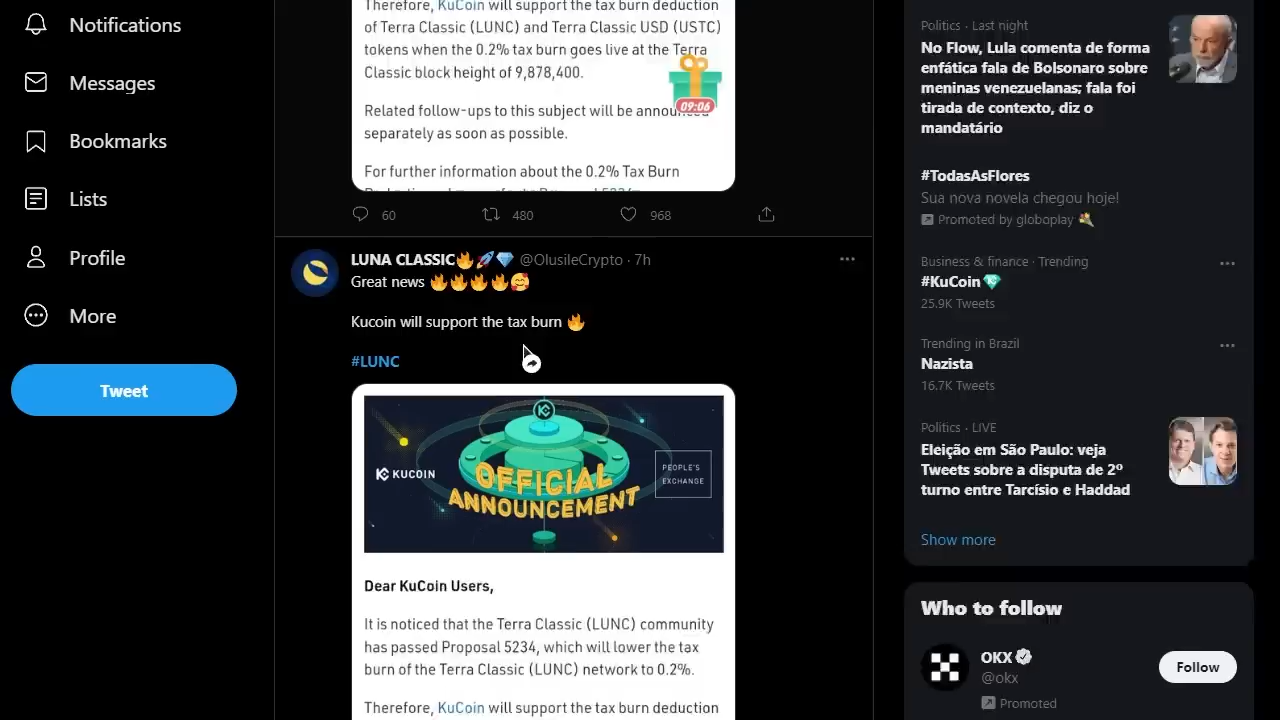 Notifications
Messages
Bookmarks
Lists
Profile
More
Tweet
Therefore, KuCoin will support the tax burn deduction
of Terra Classic (LUNC) and Terra Classic USD (USTC)
tokens when the 0.2% tax burn goes live at the Terra
Classic block height of 9,878,400.
09:06
Related follow-ups to this subject will be announced
separately as soon as possible.
For further information about the 0.2% Tax Burn
60 480 968
LUNA CLASSIC🔥🚀💎 @OlusileCrypto · 7h
Great news 🔥🔥🔥🔥🥰
Kucoin will support the tax burn 🔥
#LUNC
KUCOIN
OFFICIAL
ANNOUNCEMENT
PEOPLE'S
EXCHANGE
Dear KuCoin Users,
It is noticed that the Terra Classic (LUNC) community
has passed Proposal 5234, which will lower the tax
burn of the Terra Classic (LUNC) network to 0.2%.
Therefore, KuCoin will support the tax burn deduction
Politics · Last night
No Flow, Lula comenta de forma
enfática fala de Bolsonaro sobre
meninas venezuelanas; fala foi
tirada de contexto, diz o
mandatário
#TodasAsFlores
Sua nova novela chegou hoje!
Promoted by globoplay
Business & finance · Trending
#KuCoin
25.9K Tweets
Trending in Brazil
Nazista
16.7K Tweets
Politics · LIVE
Eleição em São Paulo: veja
Tweets sobre a disputa de 2º
turno entre Tarcísio e Haddad
Show more
Who to follow
OKX
@okx
Follow
Promoted